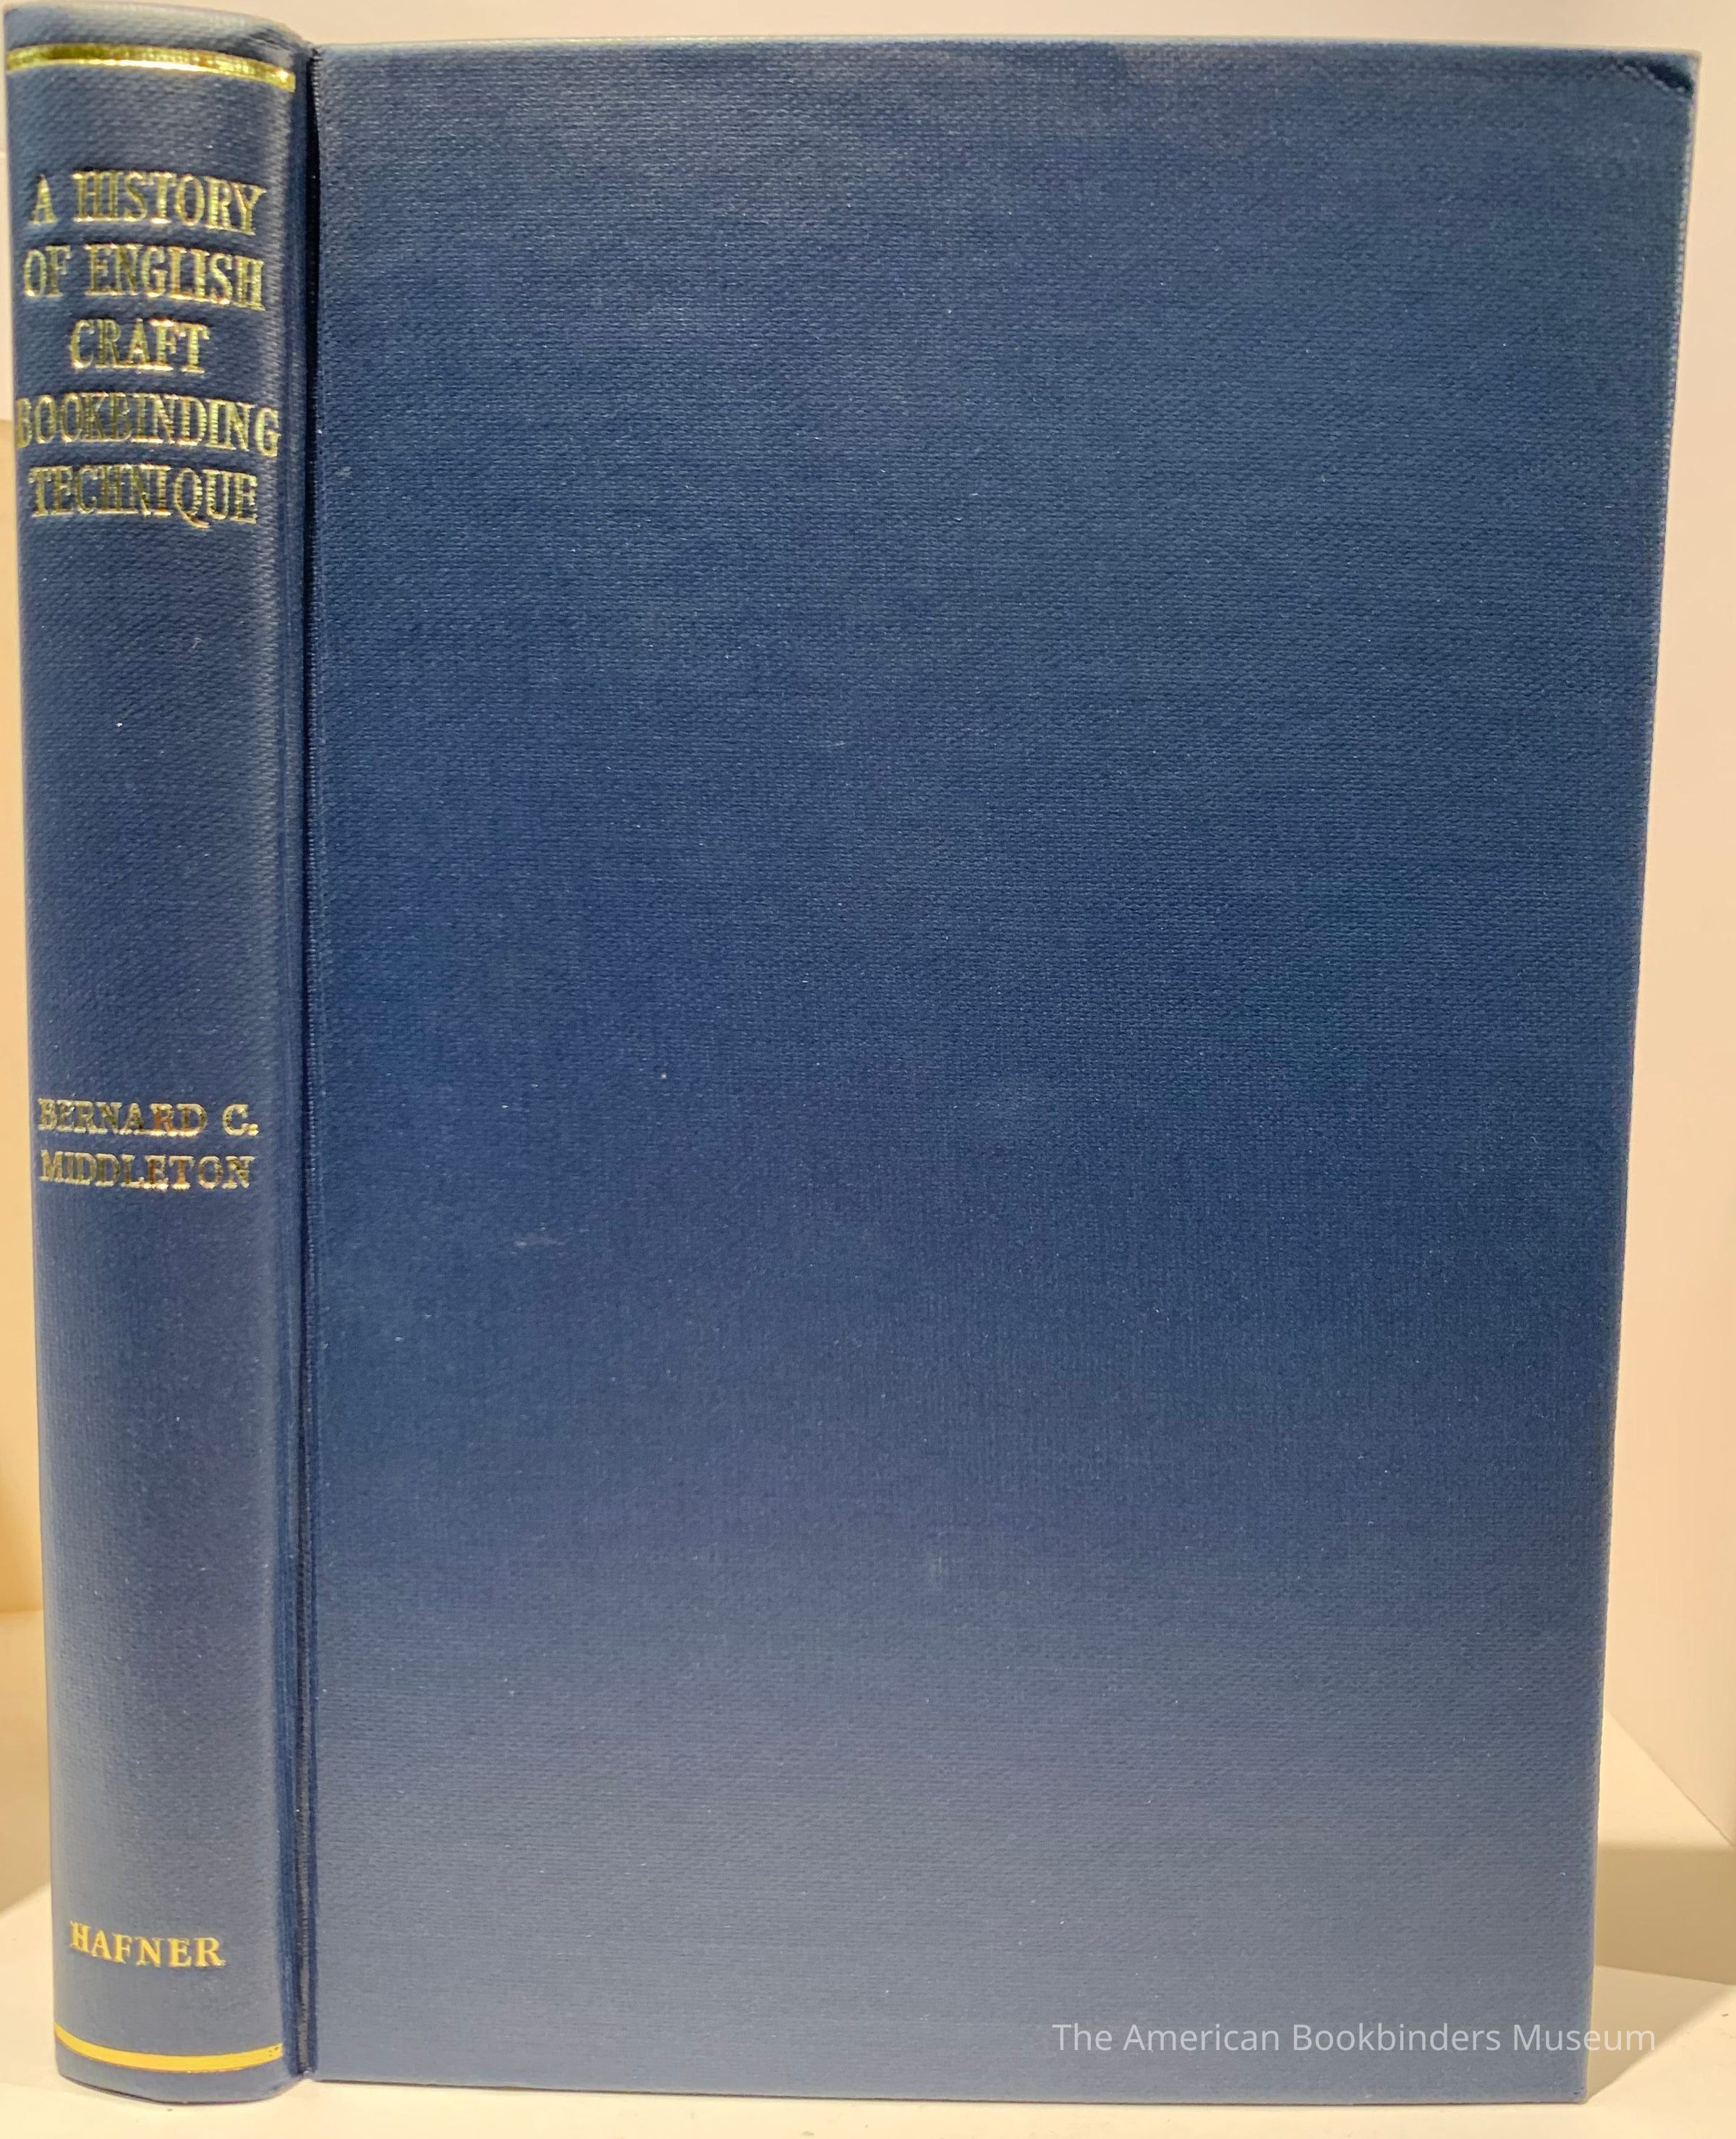 A HISTORY
OF ENGLISH
CRAFT
BOOKBINDING
TECHNIQUE
BERNARD C.
MIDDLETON
HAFNER
The American Bookbinders Museum